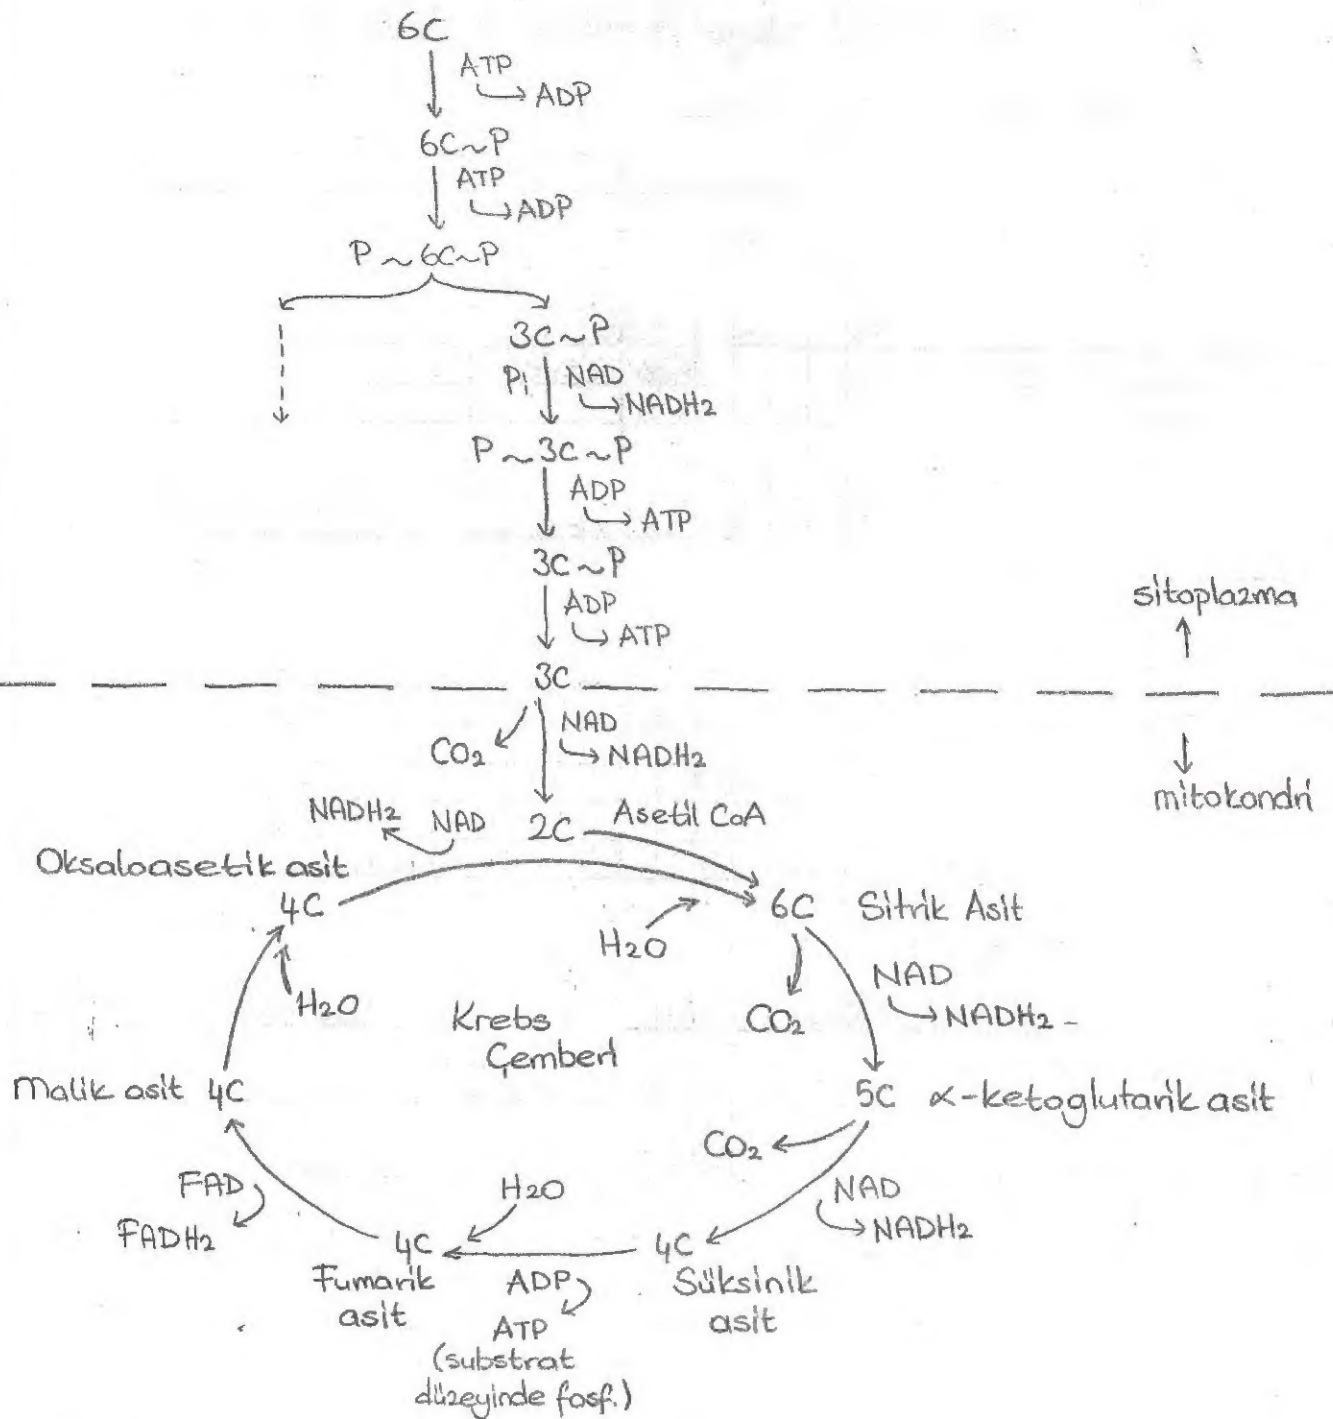 6C
ATP
ADP
6C~P
ATP
ADP
P~6C~P
3C~P
Pi NAD
NADH2
P~3C~P
ADP
ATP
3C~P
ADP
ATP
sitoplazma
3C
NAD
CO2
NADH2
mitokondri
NADH2 NAD
2C Asetil CoA
Oksaloasetik asit
4C
6C Sitrik Asit
H2O
H2O
NAD
CO2
NADH2
Krebs
Çemberi
Malik asit 4C
5C α-ketoglutarik asit
CO2
FAD
FADH2
H2O
NAD
NADH2
4C
4C
Fumarik
asit
ADP
ATP
(substrat
düzeyinde fosf.)
Süksinik
asit